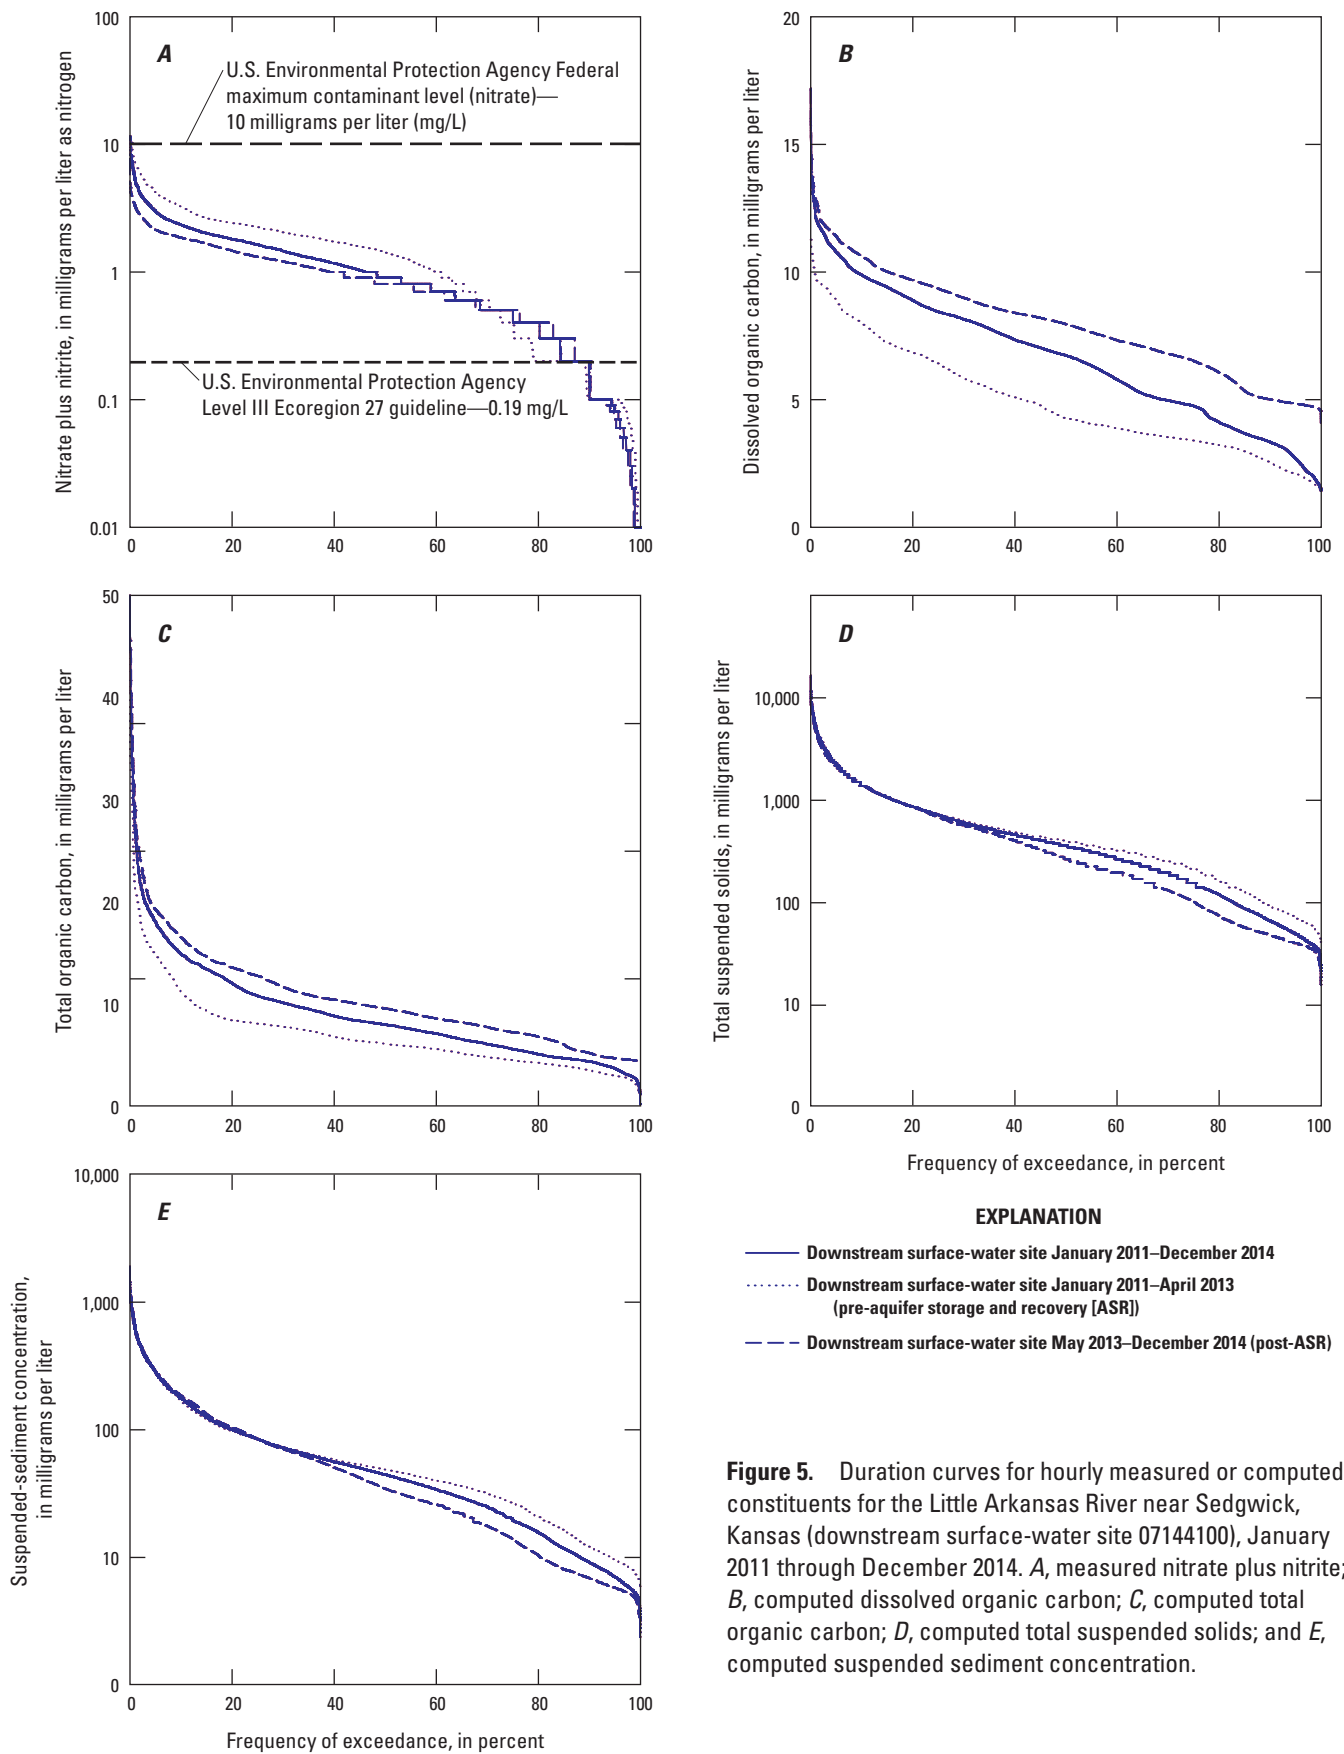 100
10
1
0.1
0.01
Nitrate plus nitrite, in milligrams per liter as nitrogen
A
U.S. Environmental Protection Agency Federal
maximum contaminant level (nitrate)—
10 milligrams per liter (mg/L)
U.S. Environmental Protection Agency
Level III Ecoregion 27 guideline—0.19 mg/L
0 20 40 60 80 100
20
15
10
5
0
Dissolved organic carbon, in milligrams per liter
B
0 20 40 60 80 100
50
40
30
20
10
0
Total organic carbon, in milligrams per liter
C
0 20 40 60 80 100
10,000
1,000
100
10
0
Total suspended solids, in milligrams per liter
D
0 20 40 60 80 100
Frequency of exceedance, in percent
10,000
1,000
100
10
0
Suspended-sediment concentration,
in milligrams per liter
E
0 20 40 60 80 100
Frequency of exceedance, in percent
EXPLANATION
Downstream surface-water site January 2011–December 2014
Downstream surface-water site January 2011–April 2013
(pre-aquifer storage and recovery [ASR])
Downstream surface-water site May 2013–December 2014 (post-ASR)
Figure 5. Duration curves for hourly measured or computed
constituents for the Little Arkansas River near Sedgwick,
Kansas (downstream surface-water site 07144100), January
2011 through December 2014. A, measured nitrate plus nitrite;
B, computed dissolved organic carbon; C, computed total
organic carbon; D, computed total suspended solids; and E,
computed suspended sediment concentration.